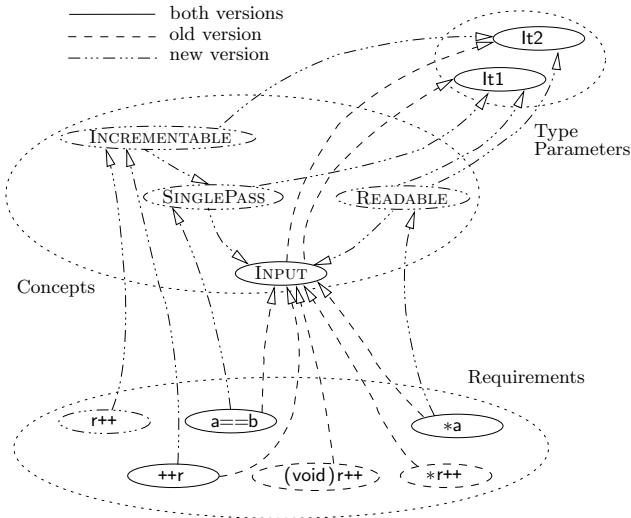 both versions
old version
new version
It2
It1
Type
Parameters
INCREMENTABLE
SINGLEPASS
READABLE
INPUT
Concepts
Requirements
r++
a==b
*a
++r
(void)r++
*r++